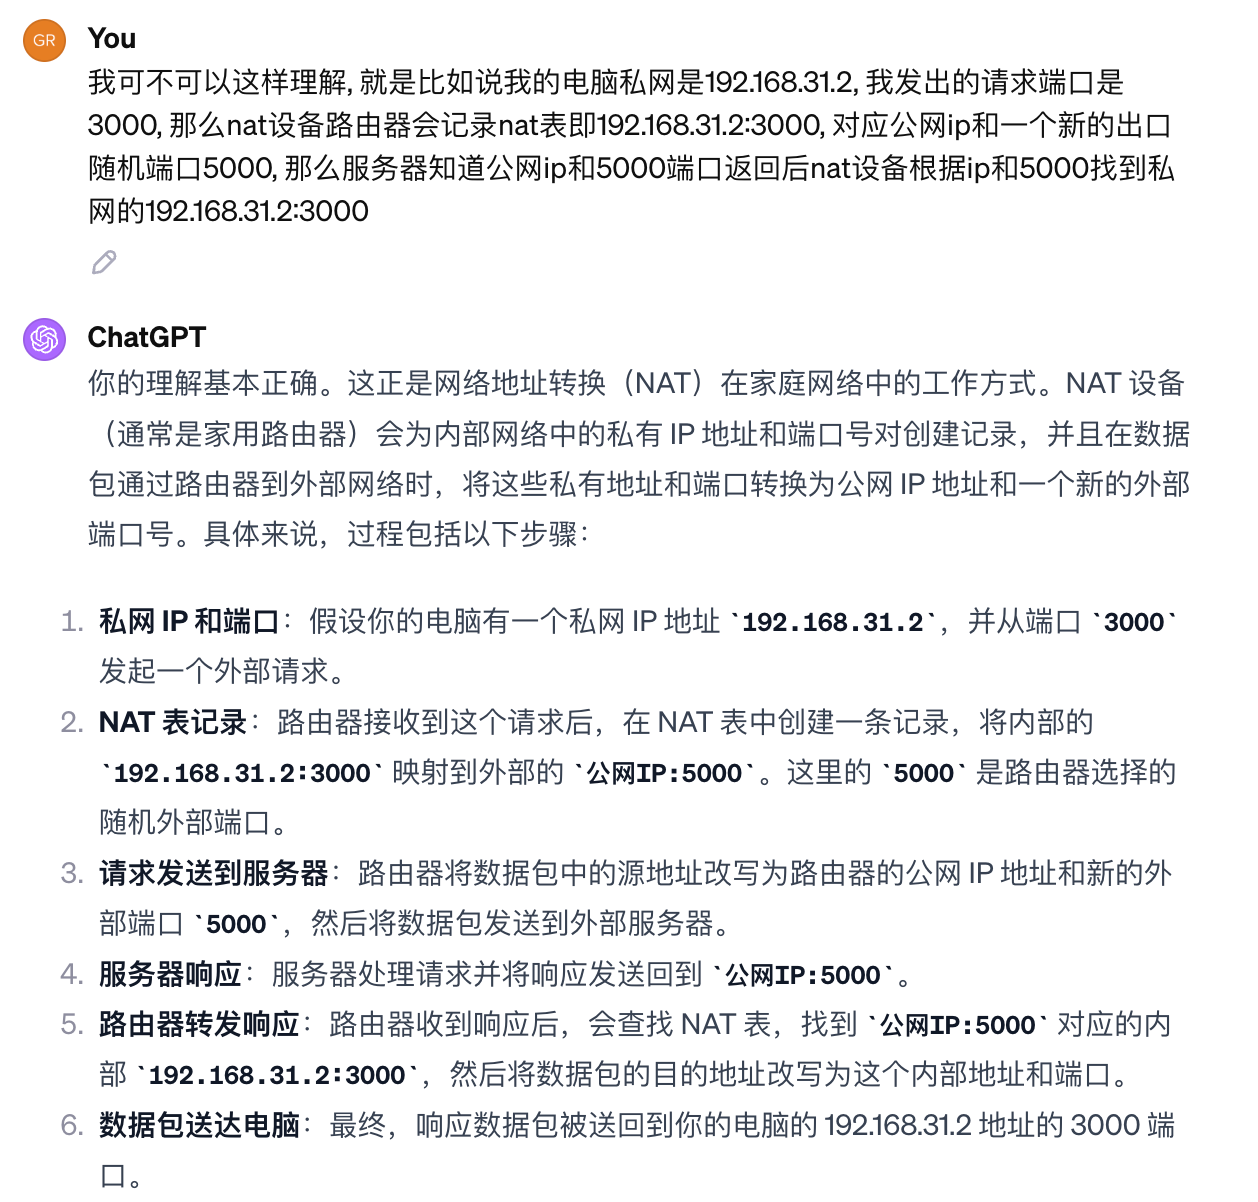 GR
You
我可不可以这样理解, 就是比如说我的电脑私网是192.168.31.2, 我发出的请求端口是
3000, 那么nat设备路由器会记录nat表即192.168.31.2:3000, 对应公网ip和一个新的出口
随机端口5000, 那么服务器知道公网ip和5000端口返回后nat设备根据ip和5000找到私
网的192.168.31.2:3000
ChatGPT
你的理解基本正确。这正是网络地址转换（NAT）在家庭网络中的工作方式。NAT 设备
（通常是家用路由器）会为内部网络中的私有 IP 地址和端口号对创建记录，并且在数据
包通过路由器到外部网络时，将这些私有地址和端口转换为公网 IP 地址和一个新的外部
端口号。具体来说，过程包括以下步骤：
1. 私网 IP 和端口：假设你的电脑有一个私网 IP 地址 `192.168.31.2`，并从端口 `3000`
发起一个外部请求。
2. NAT 表记录：路由器接收到这个请求后，在 NAT 表中创建一条记录，将内部的
`192.168.31.2:3000` 映射到外部的 `公网IP:5000`。这里的 `5000` 是路由器选择的
随机外部端口。
3. 请求发送到服务器：路由器将数据包中的源地址改写为路由器的公网 IP 地址和新的外
部端口 `5000`，然后将数据包发送到外部服务器。
4. 服务器响应：服务器处理请求并将响应发送回到 `公网IP:5000`。
5. 路由器转发响应：路由器收到响应后，会查找 NAT 表，找到 `公网IP:5000` 对应的内
部 `192.168.31.2:3000`，然后将数据包的目的地址改写为这个内部地址和端口。
6. 数据包送达电脑：最终，响应数据包被送回到你的电脑的 192.168.31.2 地址的 3000 端
口。